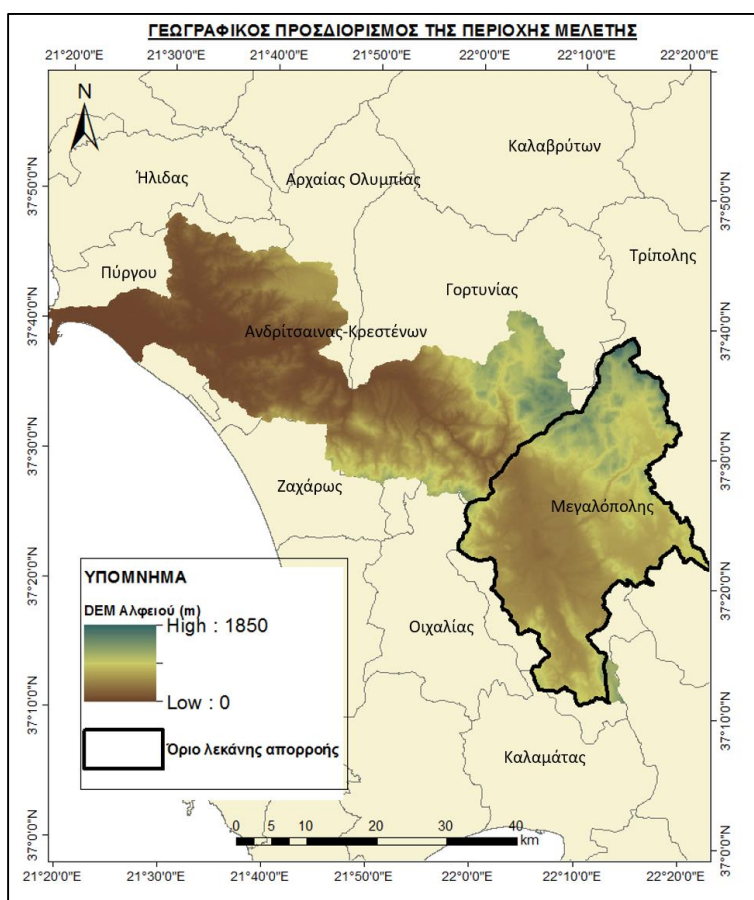 ΓΕΩΓΡΑΦΙΚΟΣ ΠΡΟΣΔΙΟΡΙΣΜΟΣ ΤΗΣ ΠΕΡΙΟΧΗΣ ΜΕΛΕΤΗΣ
21°20'0"E 21°30'0"E 21°40'0"E 21°50'0"E 22°0'0"E 22°10'0"E 22°20'0"E
N
Καλαβρύτων
Ήλιδας
Αρχαίας Ολυμπίας
37°50'0"N
37°50'0"N
Τρίπολης
Πύργου
Γορτυνίας
37°40'0"N
37°40'0"N
Ανδρίτσαινας-Κρεστένων
37°30'0"N
37°30'0"N
Ζαχάρως
Μεγαλόπολης
37°20'0"N
37°20'0"N
ΥΠΟΜΝΗΜΑ
DEM Αλφειού (m)
High : 1850
Low : 0
Όριο λεκάνης απορροής
Οιχαλίας
37°10'0"N
37°10'0"N
Καλαμάτας
37°0'0"N
37°0'0"N
0 5 10 20 30 40
km
21°20'0"E 21°30'0"E 21°40'0"E 21°50'0"E 22°0'0"E 22°10'0"E 22°20'0"E